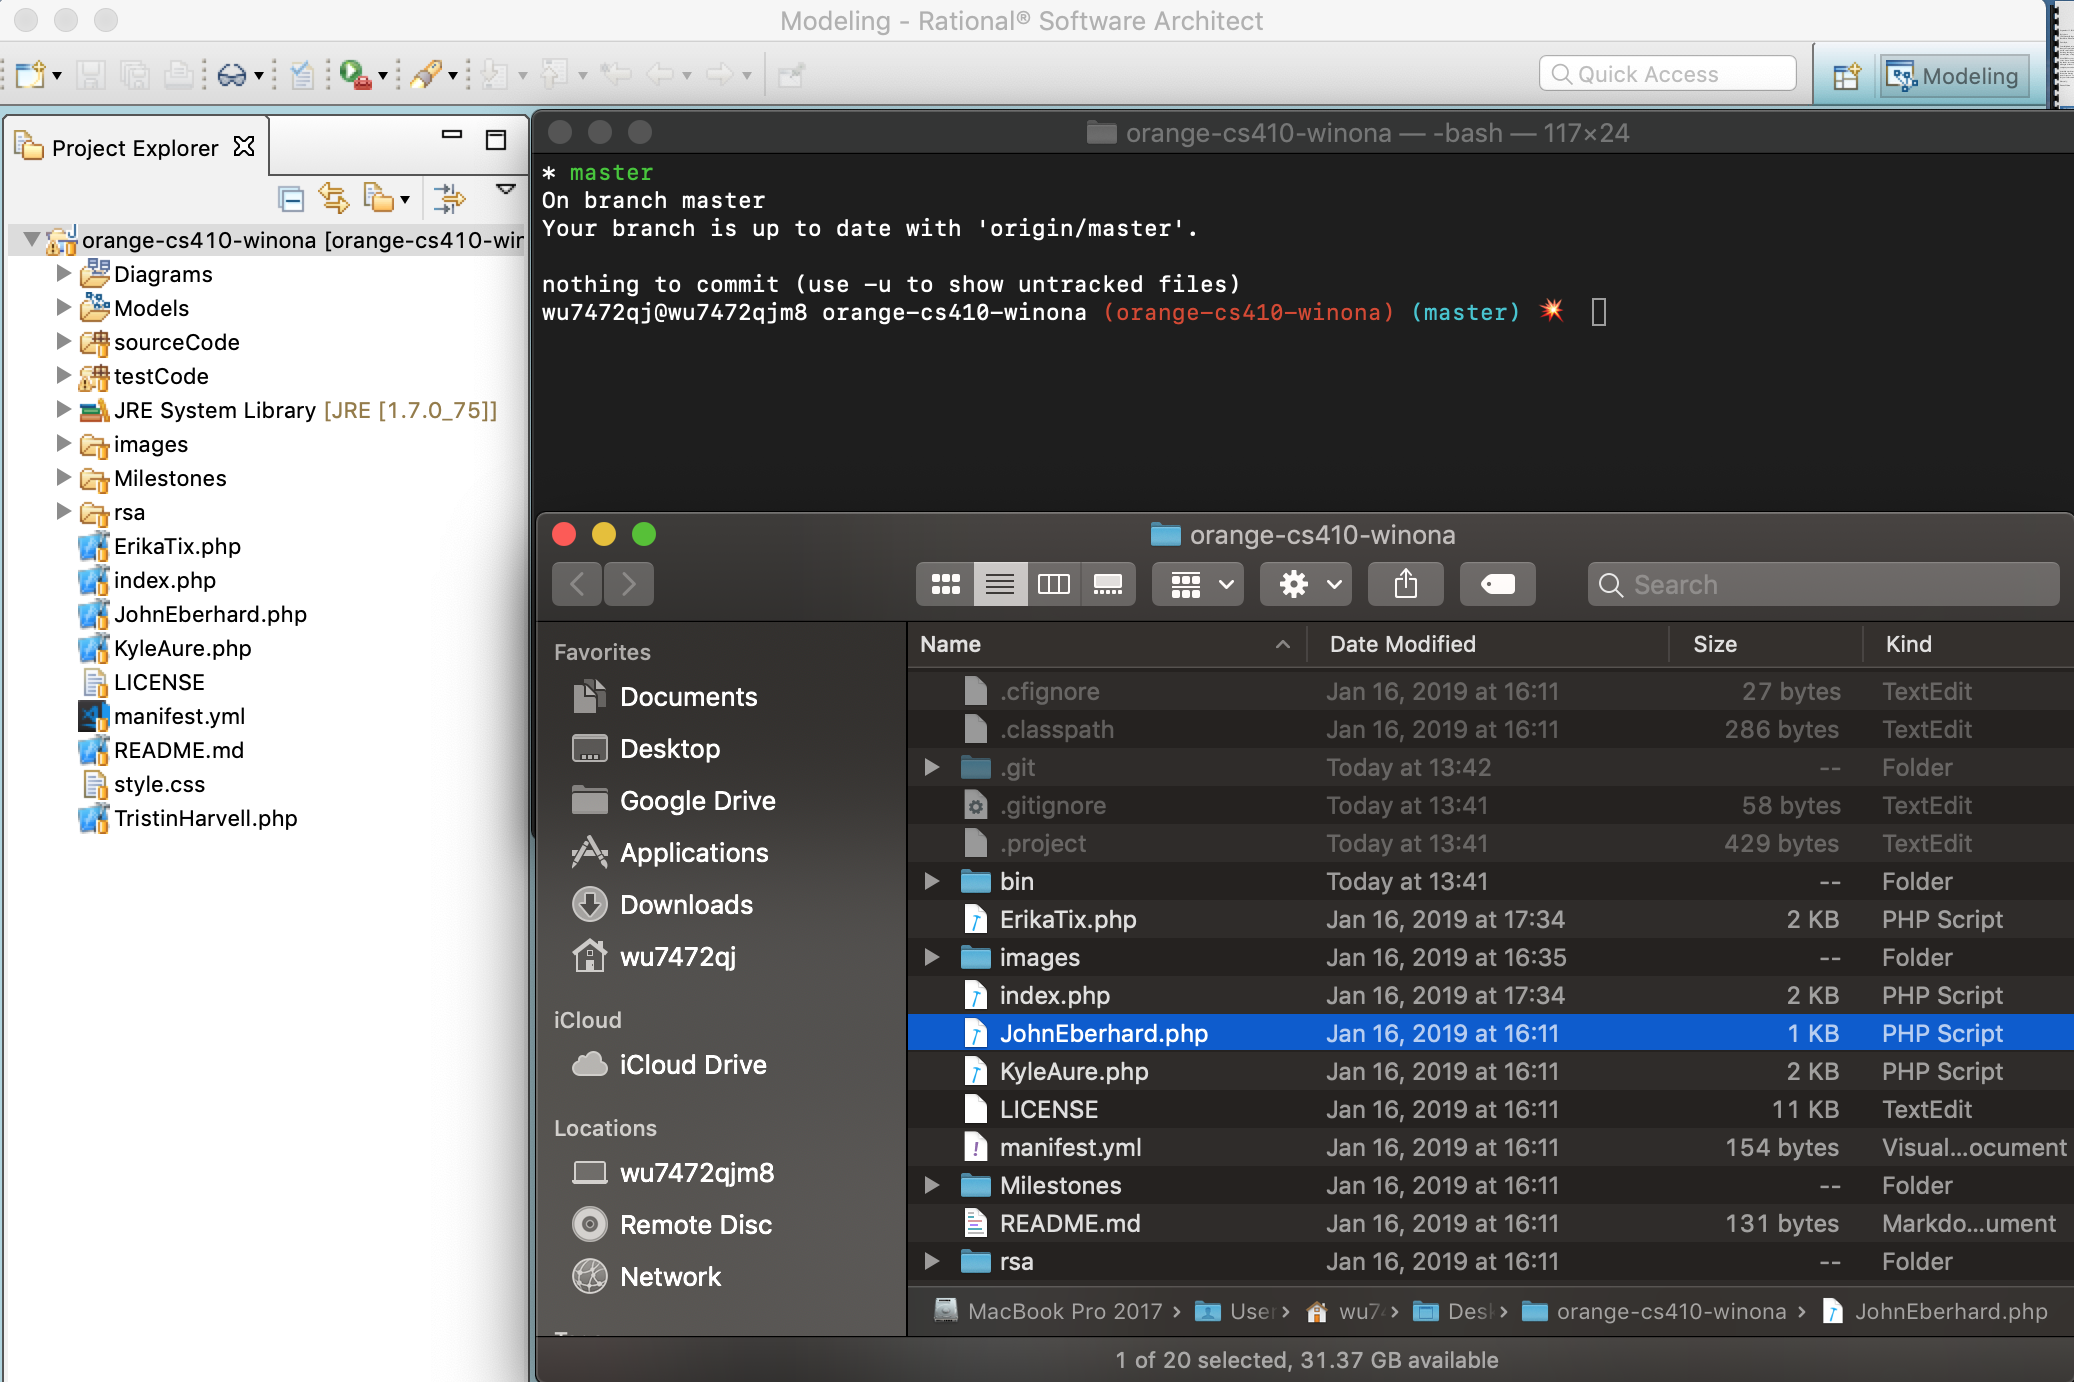 Modeling - Rational® Software Architect
Quick Access
Modeling
Project Explorer
orange-cs410-winona [orange-cs410-win
Diagrams
Models
sourceCode
testCode
JRE System Library [JRE [1.7.0_75]]
images
Milestones
rsa
ErikaTix.php
index.php
JohnEberhard.php
KyleAure.php
LICENSE
manifest.yml
README.md
style.css
TristinHarvell.php
orange-cs410-winona — -bash — 117×24
* master
On branch master
Your branch is up to date with 'origin/master'.
nothing to commit (use -u to show untracked files)
wu7472qj@wu7472qjm8 orange-cs410-winona (orange-cs410-winona) (master) 💥
orange-cs410-winona
Search
Favorites
Documents
Desktop
Google Drive
Applications
Downloads
wu7472qj
iCloud
iCloud Drive
Locations
wu7472qjm8
Remote Disc
Network
Name Date Modified Size Kind
.cfignore Jan 16, 2019 at 16:11 27 bytes TextEdit
.classpath Jan 16, 2019 at 16:11 286 bytes TextEdit
.git Today at 13:42 -- Folder
.gitignore Today at 13:41 58 bytes TextEdit
.project Today at 13:41 429 bytes TextEdit
bin Today at 13:41 -- Folder
ErikaTix.php Jan 16, 2019 at 17:34 2 KB PHP Script
images Jan 16, 2019 at 16:35 -- Folder
index.php Jan 16, 2019 at 17:34 2 KB PHP Script
JohnEberhard.php Jan 16, 2019 at 16:11 1 KB PHP Script
KyleAure.php Jan 16, 2019 at 16:11 2 KB PHP Script
LICENSE Jan 16, 2019 at 16:11 11 KB TextEdit
manifest.yml Jan 16, 2019 at 16:11 154 bytes Visual...ocument
Milestones Jan 16, 2019 at 16:11 -- Folder
README.md Jan 16, 2019 at 16:11 131 bytes Markdo...ument
rsa Jan 16, 2019 at 16:11 -- Folder
MacBook Pro 2017 › User › wu74 › Desk › orange-cs410-winona › JohnEberhard.php
1 of 20 selected, 31.37 GB available